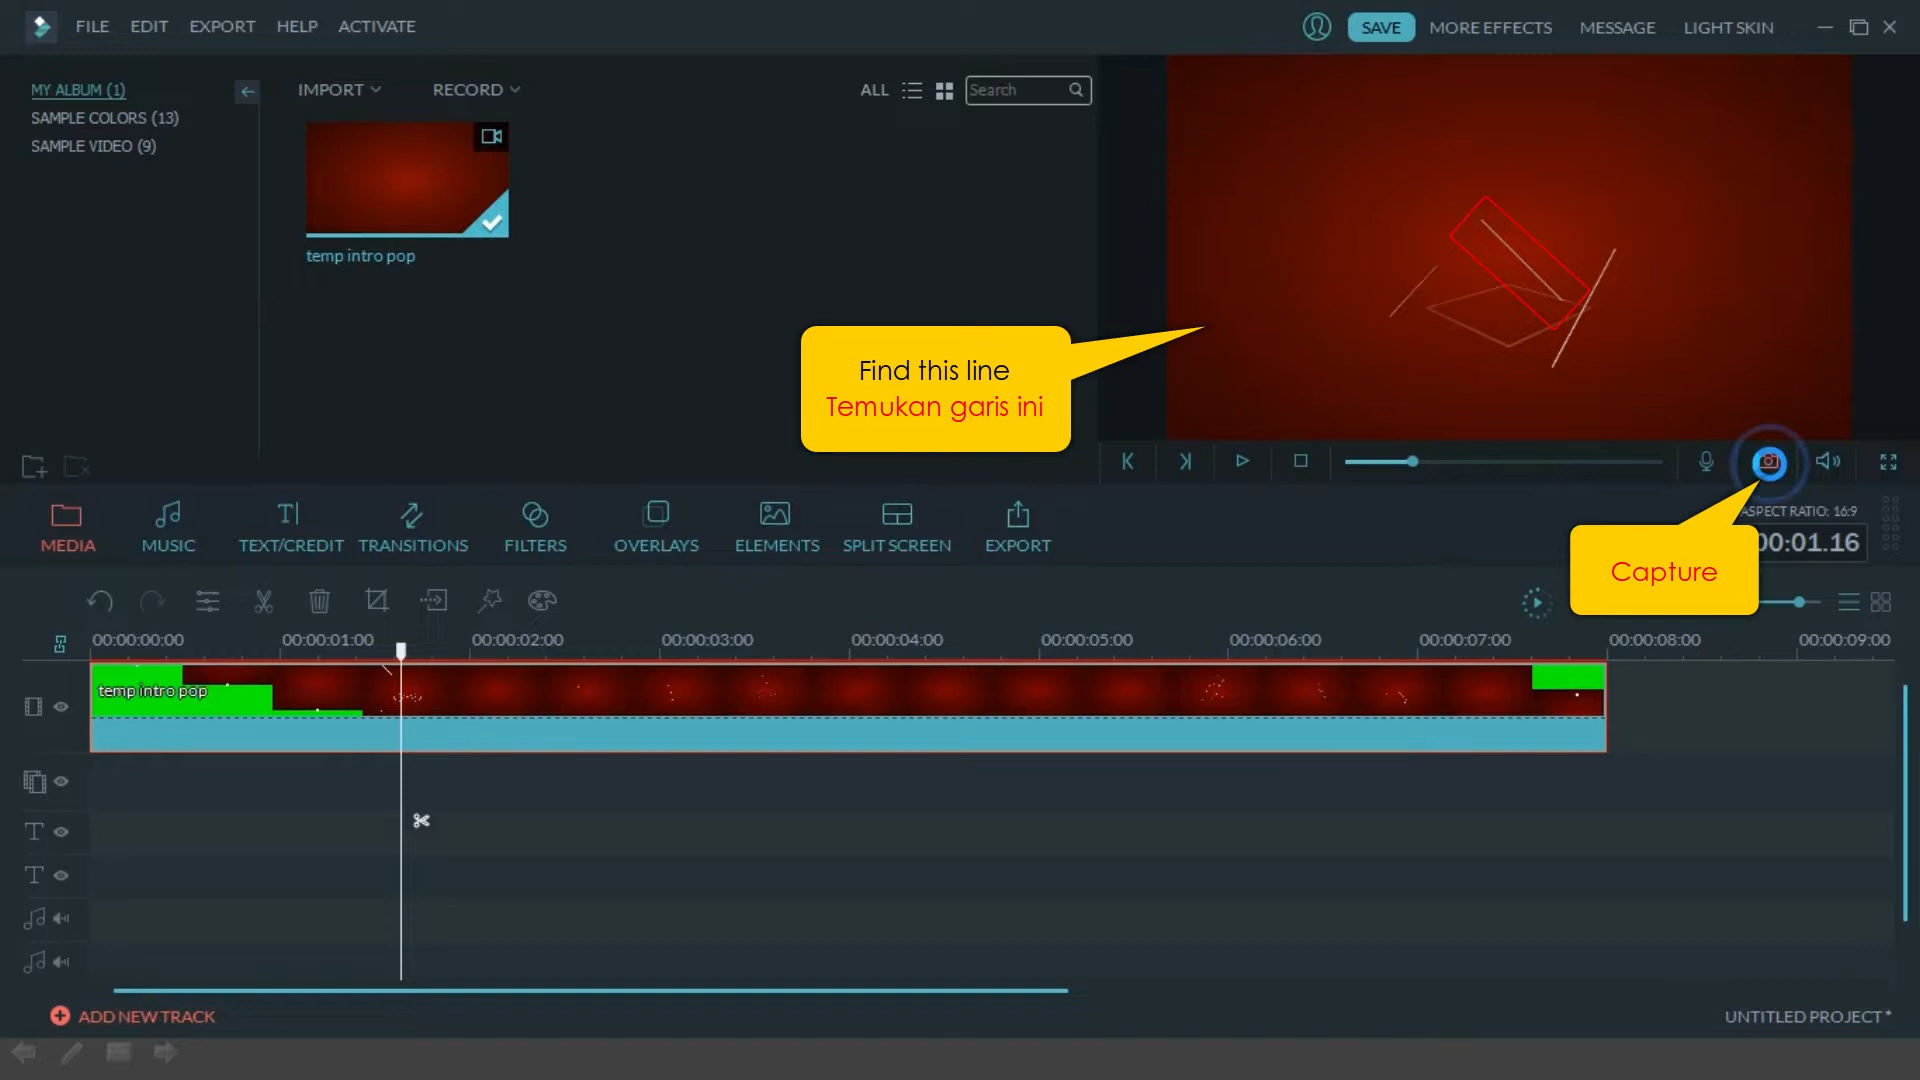 FILE EDIT EXPORT HELP ACTIVATE
SAVE MORE EFFECTS MESSAGE LIGHT SKIN
MY ALBUM (1)
SAMPLE COLORS (13)
SAMPLE VIDEO (9)
IMPORT RECORD ALL Search
temp intro pop
Find this line
Temukan garis ini
MEDIA MUSIC TEXT/CREDIT TRANSITIONS FILTERS OVERLAYS ELEMENTS SPLIT SCREEN EXPORT
ASPECT RATIO: 16:9
00:01.16
Capture
00:00:00:00 00:00:01:00 00:00:02:00 00:00:03:00 00:00:04:00 00:00:05:00 00:00:06:00 00:00:07:00 00:00:08:00 00:00:09:00
temp intro pop
ADD NEW TRACK
UNTITLED PROJECT *